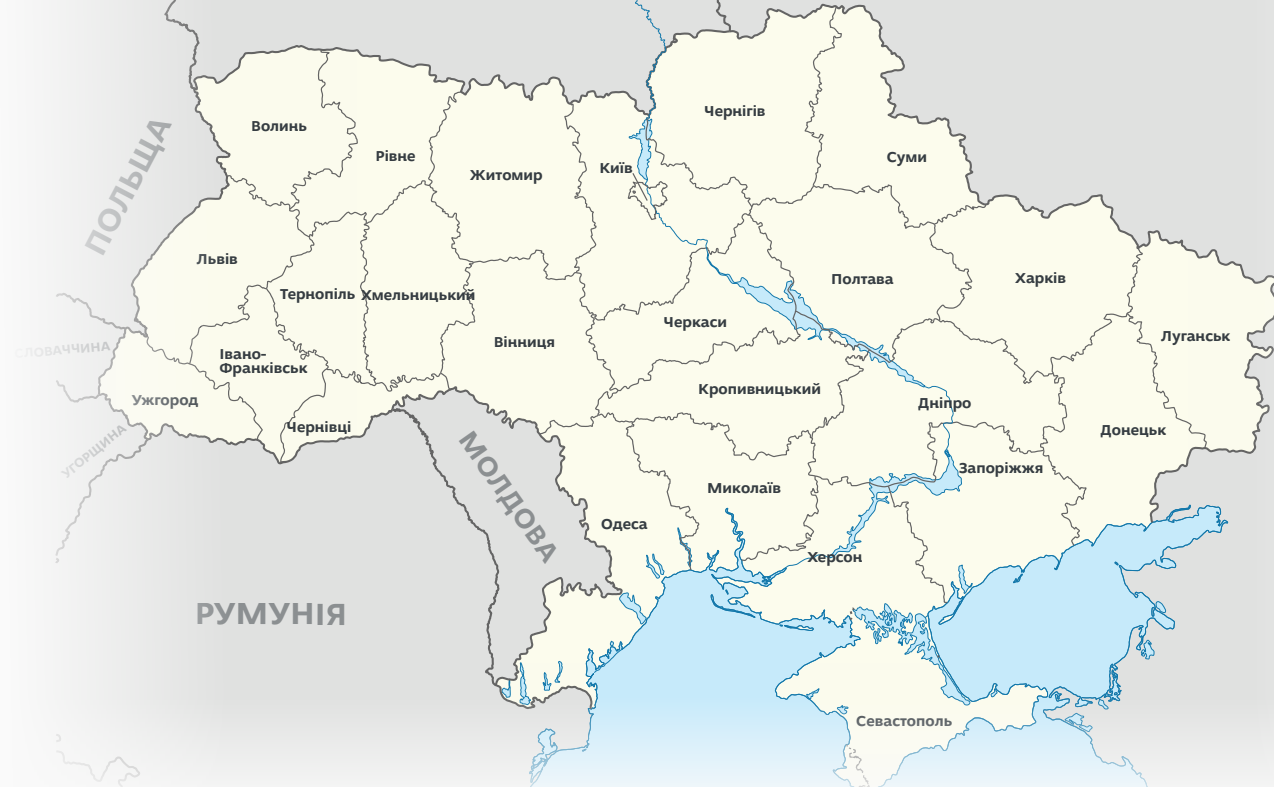 Чернігів
Волинь
Рівне
Суми
Житомир
Київ
ПОЛЬЩА
Львів
Тернопіль
Хмельницький
Полтава
Харків
Черкаси
Вінниця
Луганськ
СЛОВАЧЧИНА
Івано-
Франківськ
Ужгород
Кропивницький
Дніпро
Чернівці
УГОРЩИНА
Донецьк
Запоріжжя
МОЛДОВА
Миколаїв
Одеса
Херсон
РУМУНІЯ
Севастополь